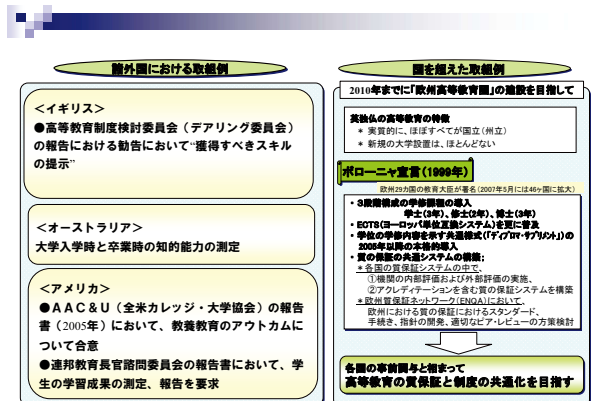 諸外国における取組例
＜イギリス＞
●高等教育制度検討委員会（デアリング委員会）
の報告における勧告において“獲得すべきスキル
の提示”
＜オーストラリア＞
大学入学時と卒業時の知的能力の測定
＜アメリカ＞
●ＡＡＣ＆Ｕ（全米カレッジ・大学協会）の報告
書（2005年）において、教養教育のアウトカムに
ついて合意
●連邦教育長官諮問委員会の報告書において、学
生の学習成果の測定、報告を要求
国を超えた取組例
2010年までに「欧州高等教育圏」の建設を目指して
英独仏の高等教育の特徴
＊ 実質的に、ほぼすべてが国立（州立）
＊ 新規の大学設置は、ほとんどない
ボローニャ宣言（1999年）
欧州29カ国の教育大臣が署名（2007年5月には46ヶ国に拡大）
・３段階構成の学修課程の導入
学士（3年）、修士（2年）、博士（3年）
・ECTS（ヨーロッパ単位互換システム）を更に普及
・学位の学修内容を示す共通様式（「ディプロマ・サプリメント」）の
2005年以降の本格的導入
・質の保証の共通システムの構築；
＊各国の質保証システムの中で、
①機関の内部評価および外部評価の実施、
②アクレディテーションを含む質の保証システムを構築
＊欧州質保証ネットワーク（ENQA）において、
欧州における質の保証におけるスタンダード、
手続き、指針の開発、適切なピア・レビューの方策検討
各国の事前関与と相まって
高等教育の質保証と制度の共通化を目指す